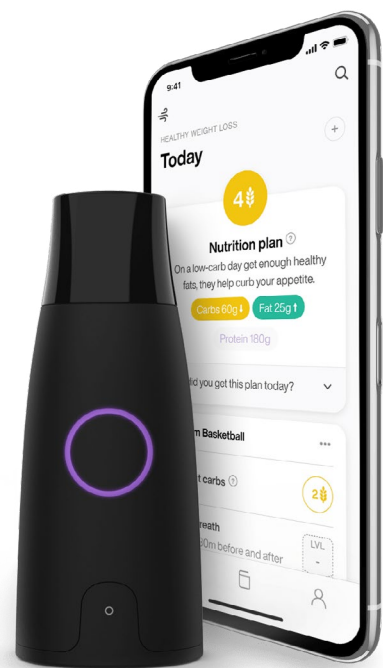 9:41
HEALTHY WEIGHT LOSS
+
Today
4
Nutrition plan ?
On a low-carb day get enough healthy
fats, they help curb your appetite.
Carbs 60g↓ Fat 25g↑
Protein 180g
did you get this plan today?
m Basketball
t carbs ?
2
reath
0m before and after
LVL
-